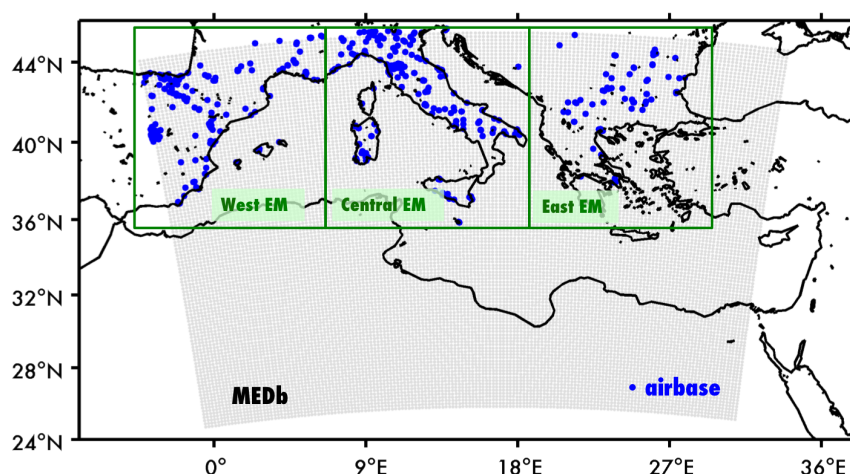 44°N
40°N
36°N
32°N
28°N
24°N
West EM
Central EM
East EM
MEDb
airbase
0°
9°E
18°E
27°E
36°E